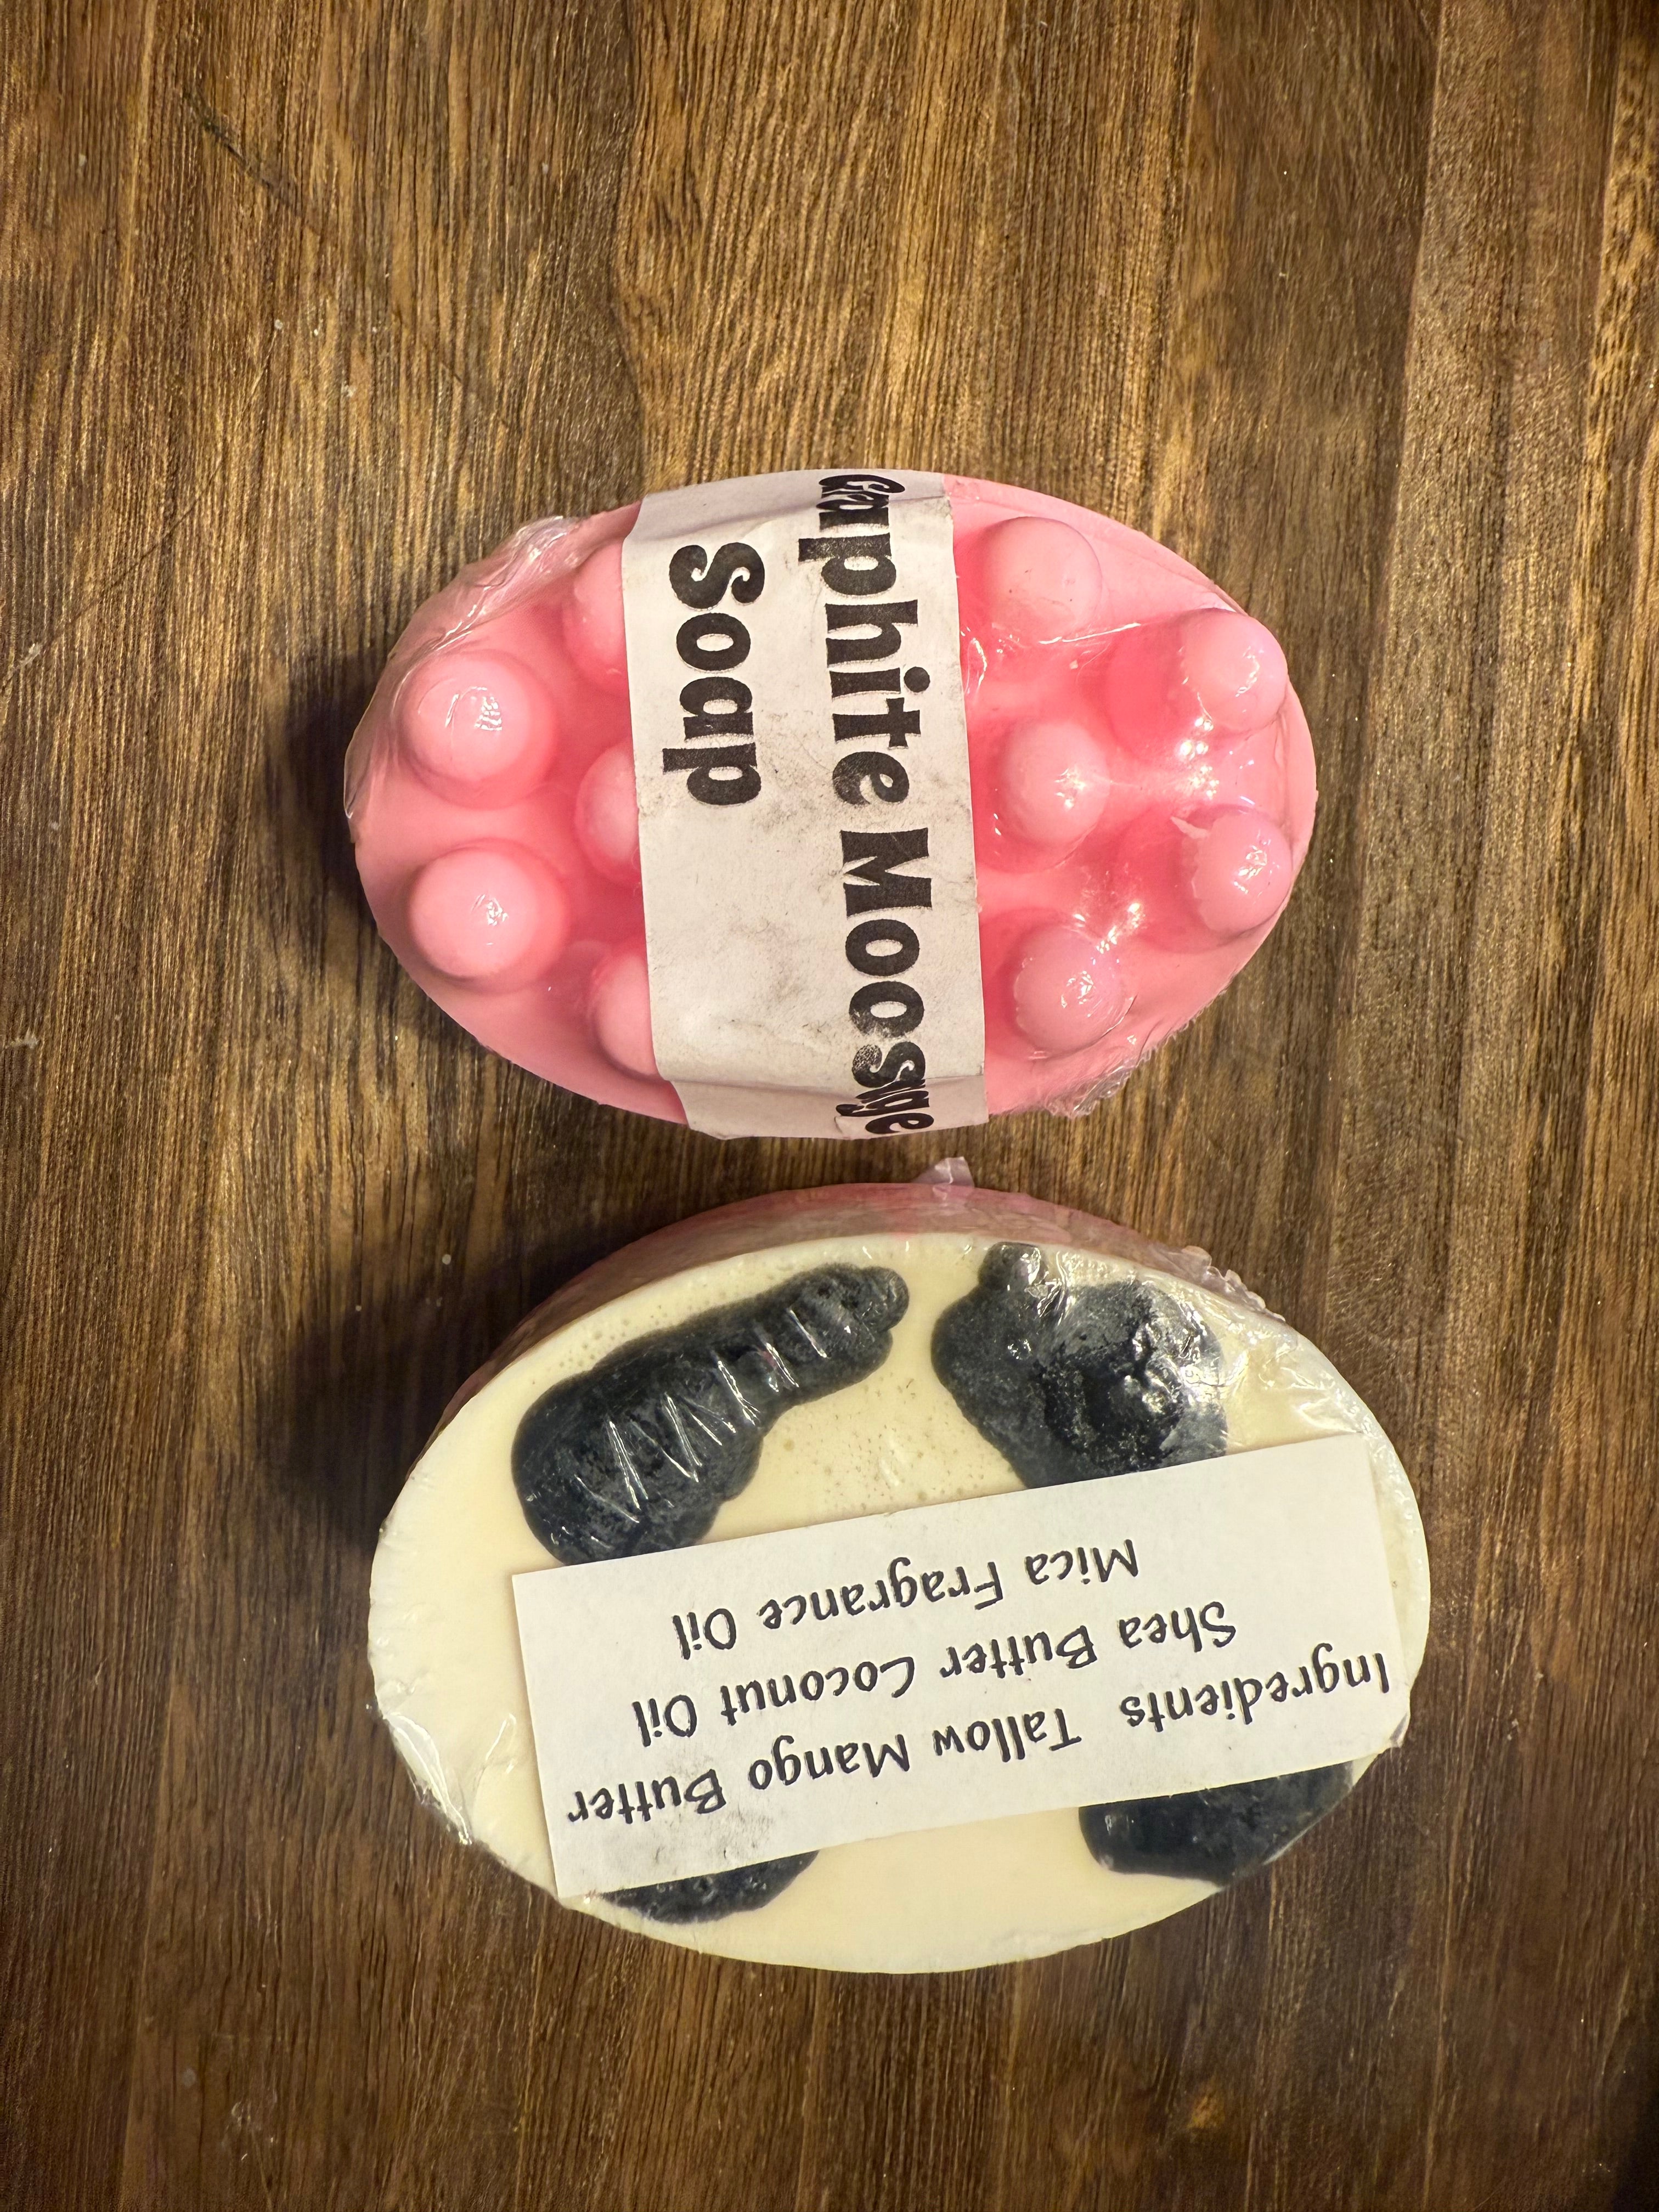 Graphite Moosage
Soap
Ingredients Tallow Mango Butter
Shea Butter Coconut Oil
Mica Fragrance Oil